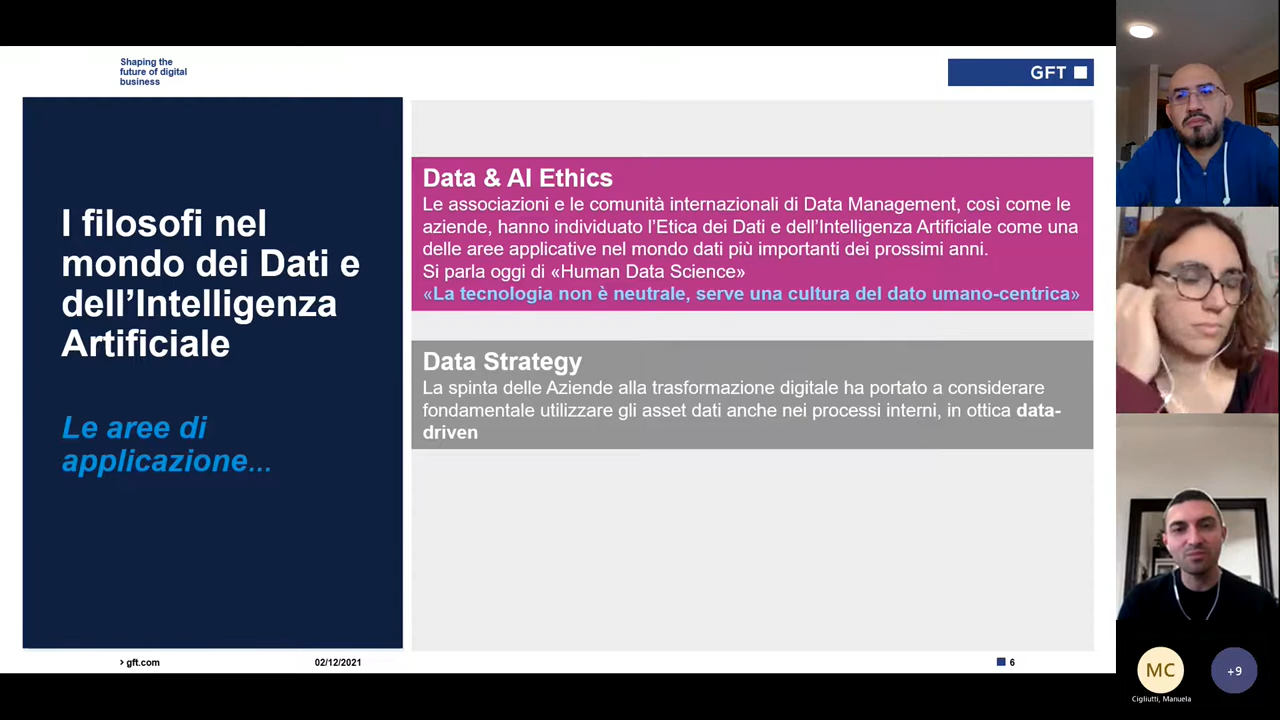 Shaping the
future of digital
business
GFT
I filosofi nel
mondo dei Dati e
dell’Intelligenza
Artificiale
Le aree di
applicazione...
Data & AI Ethics
Le associazioni e le comunità internazionali di Data Management, così come le
aziende, hanno individuato l’Etica dei Dati e dell’Intelligenza Artificiale come una
delle aree applicative nel mondo dati più importanti dei prossimi anni.
Si parla oggi di «Human Data Science»
«La tecnologia non è neutrale, serve una cultura del dato umano-centrica»
Data Strategy
La spinta delle Aziende alla trasformazione digitale ha portato a considerare
fondamentale utilizzare gli asset dati anche nei processi interni, in ottica data-
driven
> gft.com
02/12/2021
6
MC
Cigliutti, Manuela
+9